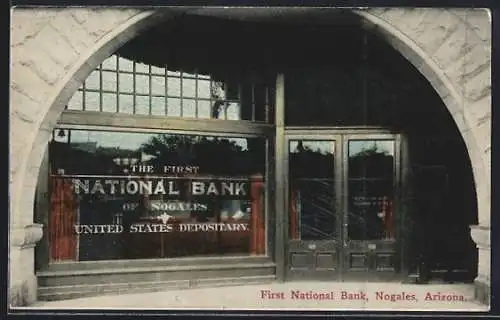 THE FIRST
NATIONAL BANK
OF NOGALES
UNITED STATES DEPOSITARY.
First National Bank, Nogales, Arizona.